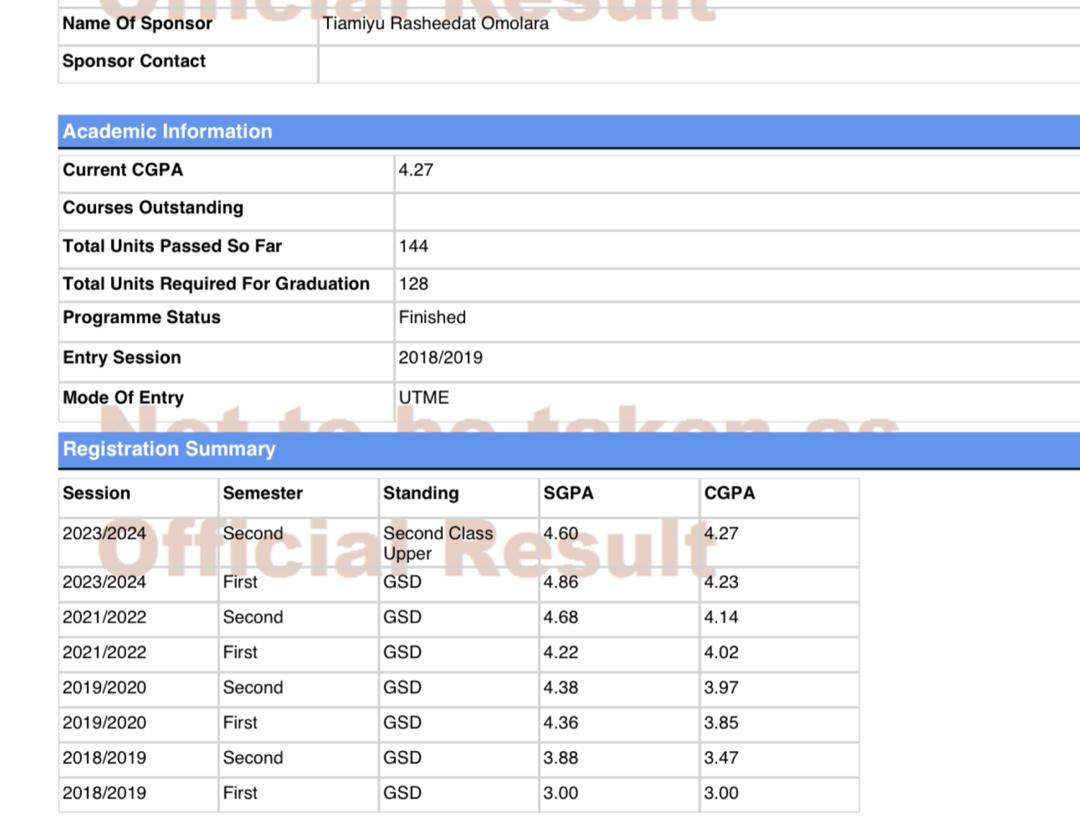 Official Result
Name Of Sponsor Tiamiyu Rasheedat Omolara
Sponsor Contact
Academic Information
Current CGPA 4.27
Courses Outstanding
Total Units Passed So Far 144
Total Units Required For Graduation 128
Programme Status Finished
Entry Session 2018/2019
Mode Of Entry UTME
Not to be taken as
Registration Summary
Session Semester Standing SGPA CGPA
2023/2024 Second Second Class Upper 4.60 4.27
Official Result
2023/2024 First GSD 4.86 4.23
2021/2022 Second GSD 4.68 4.14
2021/2022 First GSD 4.22 4.02
2019/2020 Second GSD 4.38 3.97
2019/2020 First GSD 4.36 3.85
2018/2019 Second GSD 3.88 3.47
2018/2019 First GSD 3.00 3.00